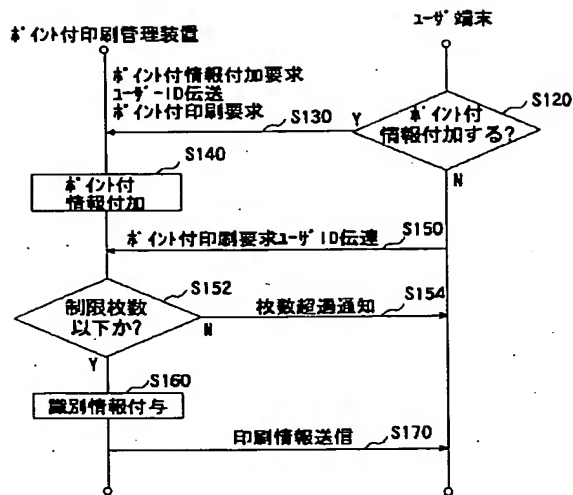 ポイント付印刷管理装置
ユーザ端末
ポイント付情報付加要求
ユーザーID伝送
ポイント付印刷要求
S130
Y
S120
ポイント付
情報付加する?
N
S140
ポイント付
情報付加
ポイント付印刷要求ユーザID伝達
S150
S152
制限枚数
以下か?
N
枚数超過通知
S154
Y
S160
識別情報付与
印刷情報送信
S170